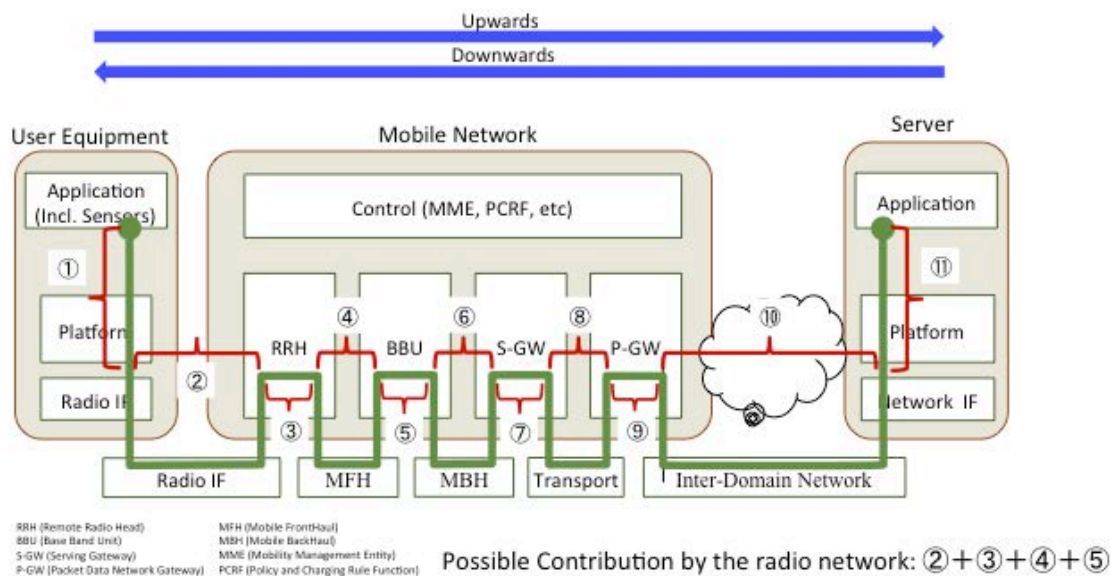 Upwards
Downwards
User Equipment
Mobile Network
Server
Application
(Incl. Sensors)
Control (MME, PCRF, etc)
Application
①
⑪
Platform
④
⑥
⑧
⑩
Platform
RRH
BBU
S-GW
P-GW
②
Radio IF
③
⑤
⑦
⑨
Network IF
Radio IF
MFH
MBH
Transport
Inter-Domain Network
RRH (Remote Radio Head)
BBU (Base Band Unit)
S-GW (Serving Gateway)
P-GW (Packet Data Network Gateway)
MFH (Mobile FrontHaul)
MBH (Mobile BackHaul)
MME (Mobility Management Entity)
PCRF (Policy and Charging Rule Function)
Possible Contribution by the radio network: ②+③+④+⑤